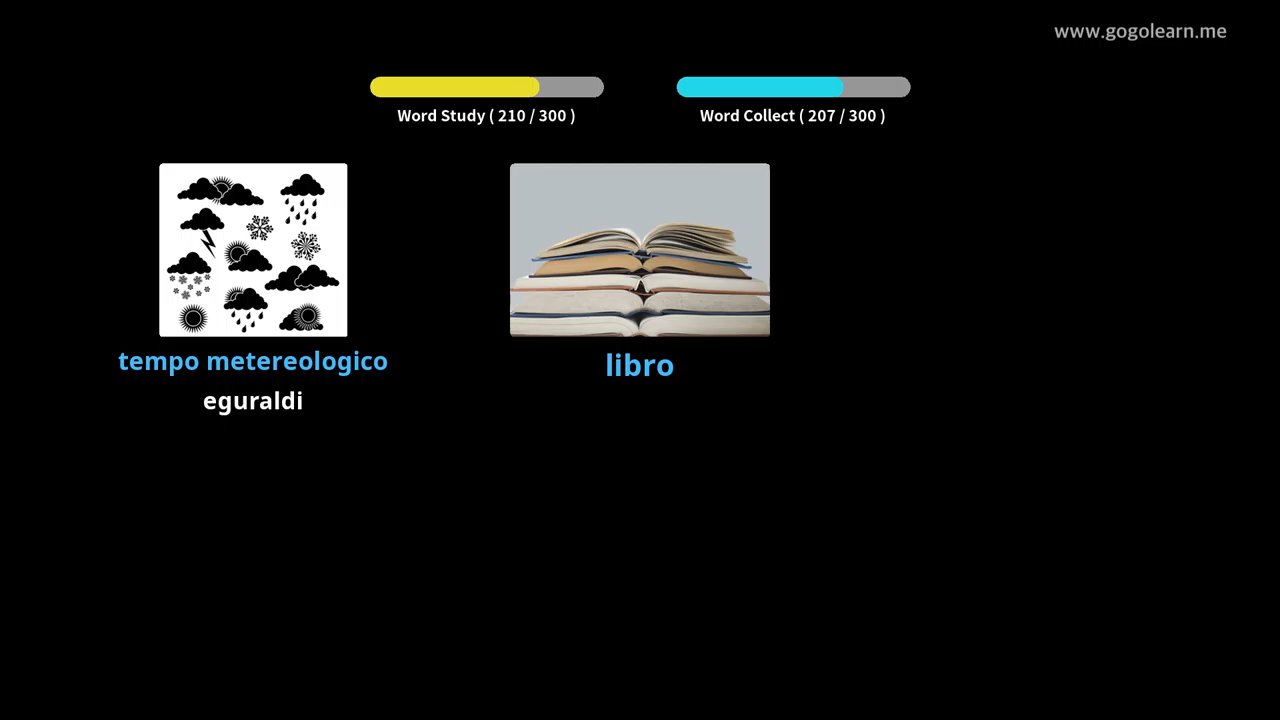 www.gogolearn.me
Word Study ( 210 / 300 )
Word Collect ( 207 / 300 )
tempo metereologico
eguraldi
libro